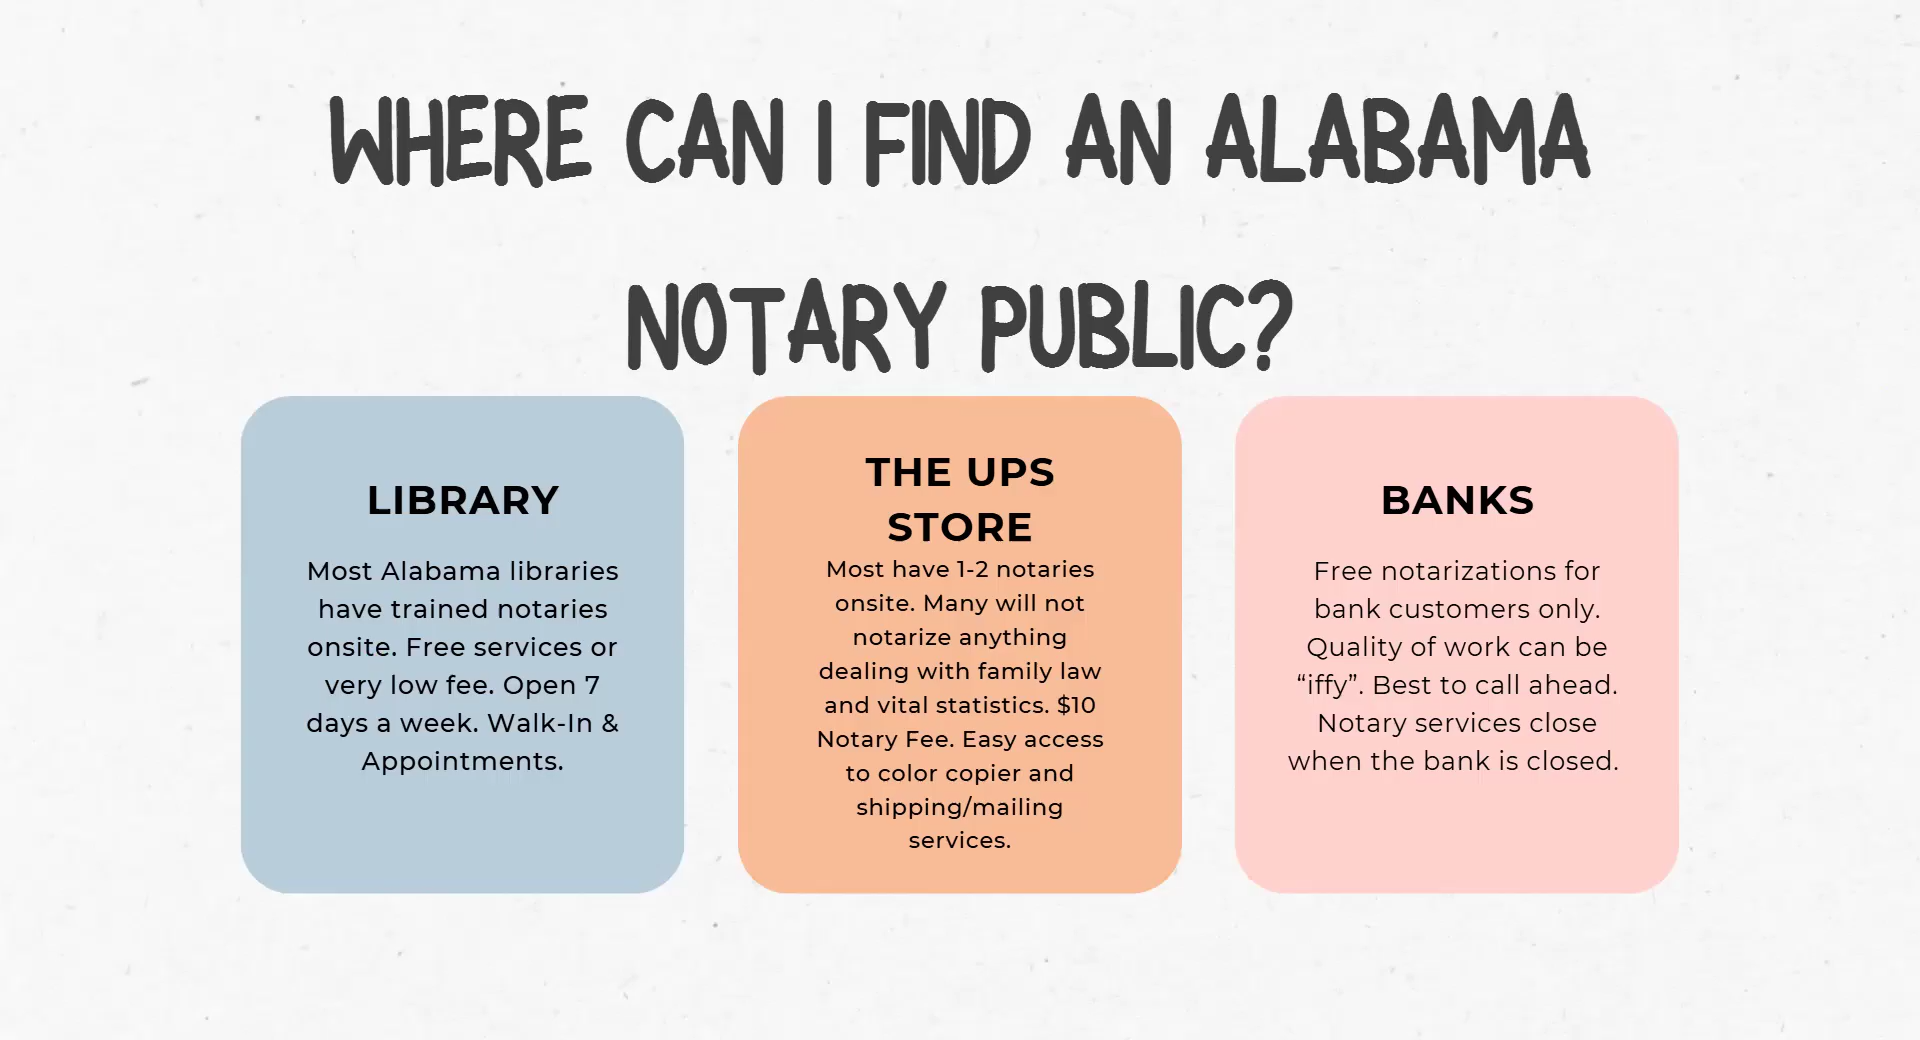 WHERE CAN I FIND AN ALABAMA
NOTARY PUBLIC?
LIBRARY
Most Alabama libraries
have trained notaries
onsite. Free services or
very low fee. Open 7
days a week. Walk-In &
Appointments.
THE UPS
STORE
Most have 1-2 notaries
onsite. Many will not
notarize anything
dealing with family law
and vital statistics. $10
Notary Fee. Easy access
to color copier and
shipping/mailing
services.
BANKS
Free notarizations for
bank customers only.
Quality of work can be
“iffy”. Best to call ahead.
Notary services close
when the bank is closed.